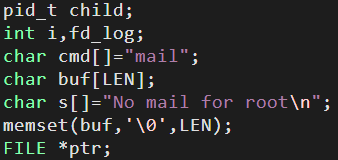 pid_t child;
int i,fd_log;
char cmd[]="mail";
char buf[LEN];
char s[]="No mail for root\n";
memset(buf,'\0',LEN);
FILE *ptr;